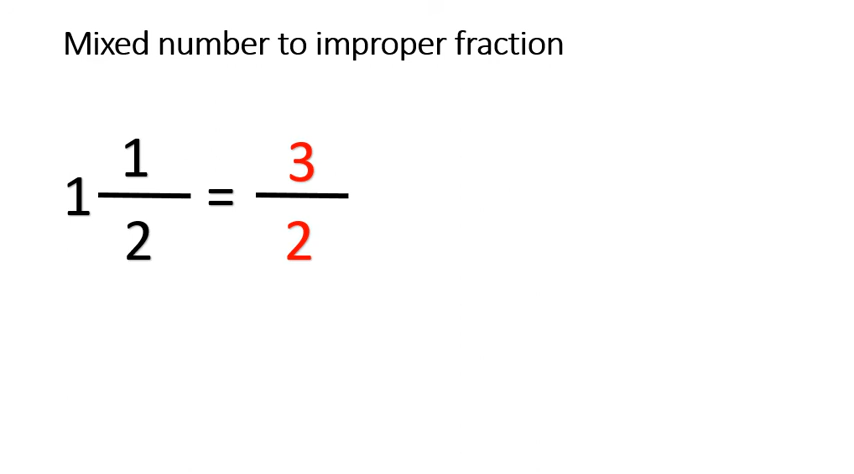 Mixed number to improper fraction
1 1/2 = 3/2